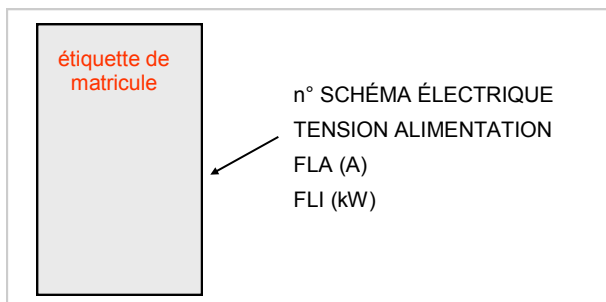 étiquette de
matricule
n° SCHÉMA ÉLECTRIQUE
TENSION ALIMENTATION
FLA (A)
FLI (kW)